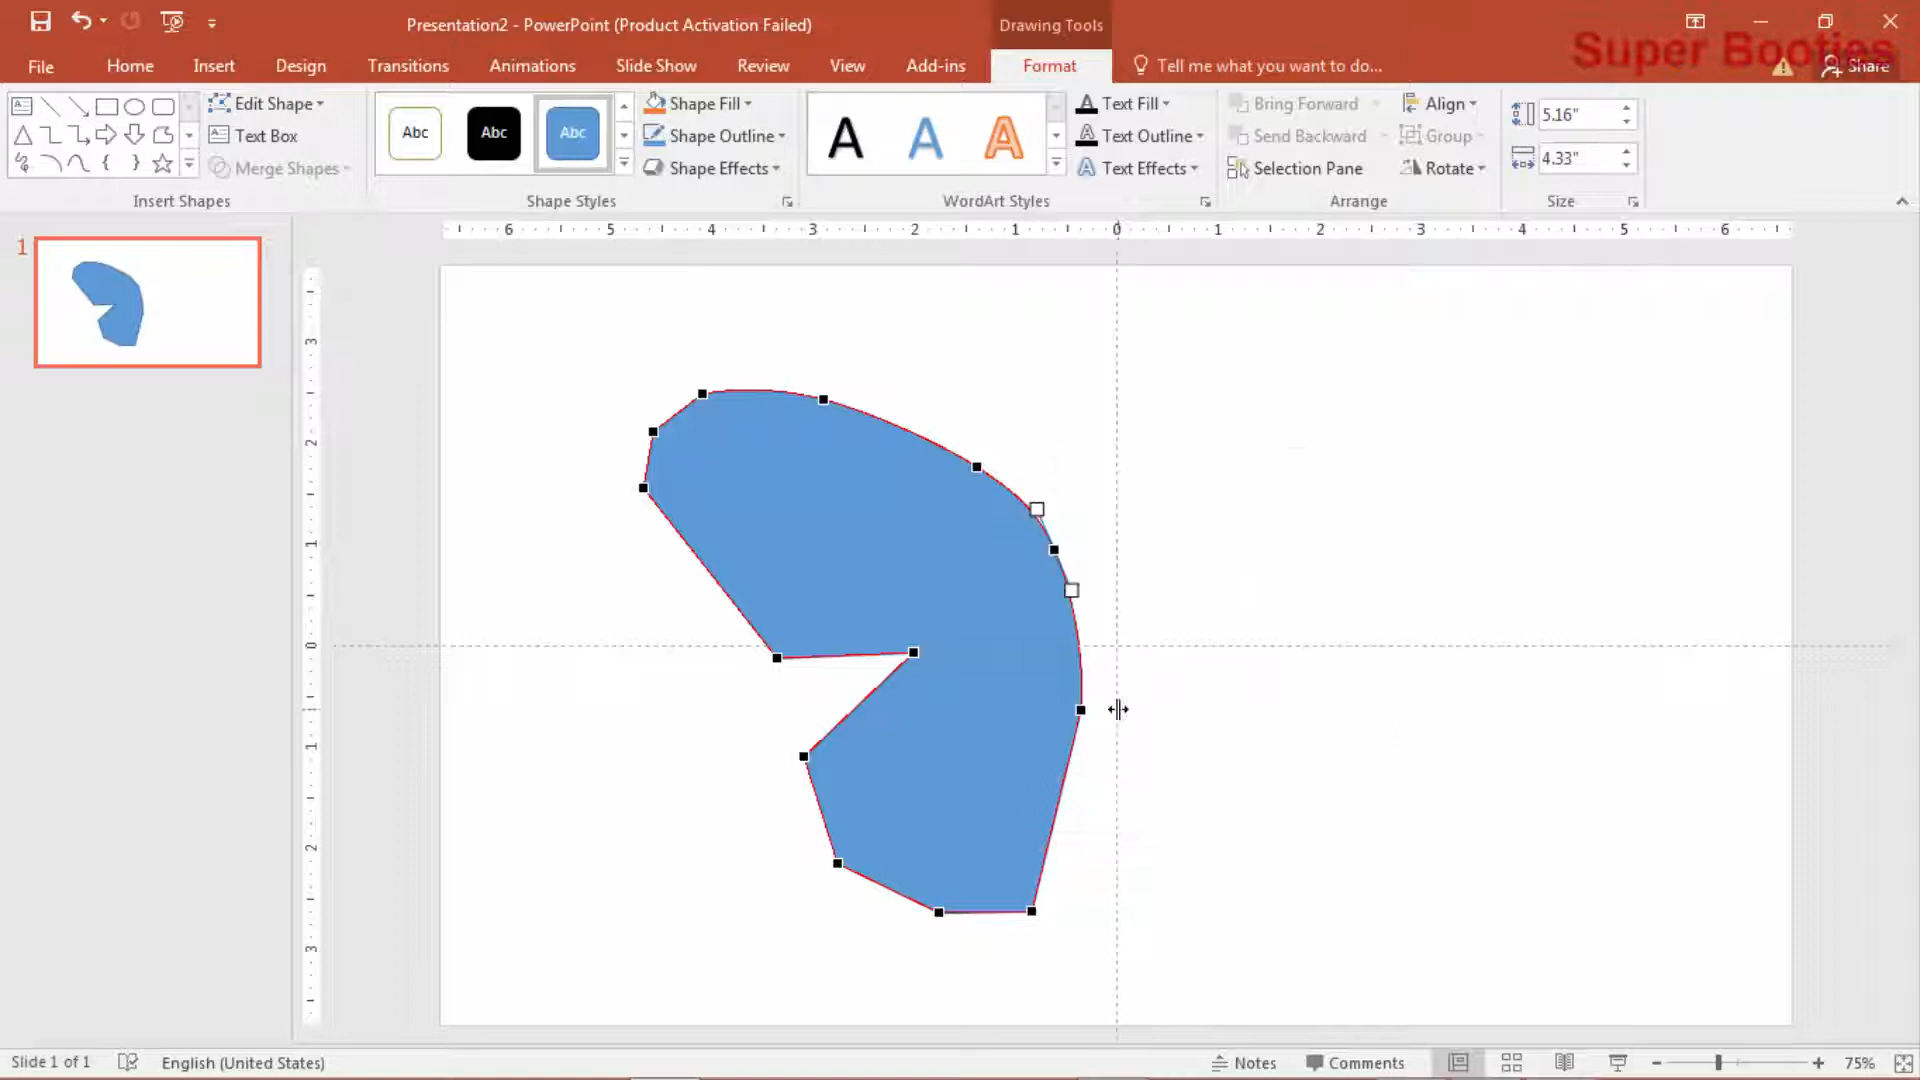 Presentation2 - PowerPoint (Product Activation Failed)
Drawing Tools
Super Booties
File
Home
Insert
Design
Transitions
Animations
Slide Show
Review
View
Add-ins
Format
Tell me what you want to do...
Share
Edit Shape
Text Box
Merge Shapes
Insert Shapes
Abc
Abc
Abc
Shape Fill
Shape Outline
Shape Effects
Shape Styles
A
A
A
Text Fill
Text Outline
Text Effects
WordArt Styles
Bring Forward
Send Backward
Selection Pane
Align
Group
Rotate
Arrange
5.16"
4.33"
Size
1
6 5 4 3 2 1 0 1 2 3 4 5 6
3
2
1
0
1
2
3
Slide 1 of 1
English (United States)
Notes
Comments
75%